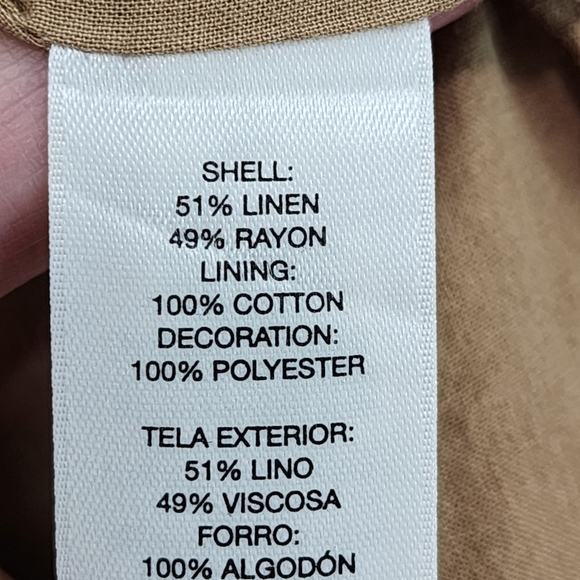 SHELL:
51% LINEN
49% RAYON
LINING:
100% COTTON
DECORATION:
100% POLYESTER
TELA EXTERIOR:
51% LINO
49% VISCOSA
FORRO:
100% ALGODÓN